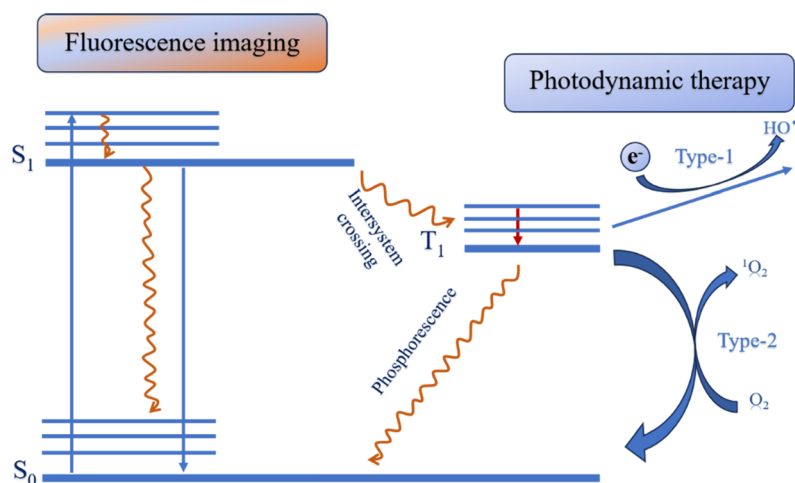 Fluorescence imaging
Photodynamic therapy
HO•
e⁻
Type-1
S₁
Intersystem
crossing
T₁
¹O₂
Phosphorescence
Type-2
O₂
S₀